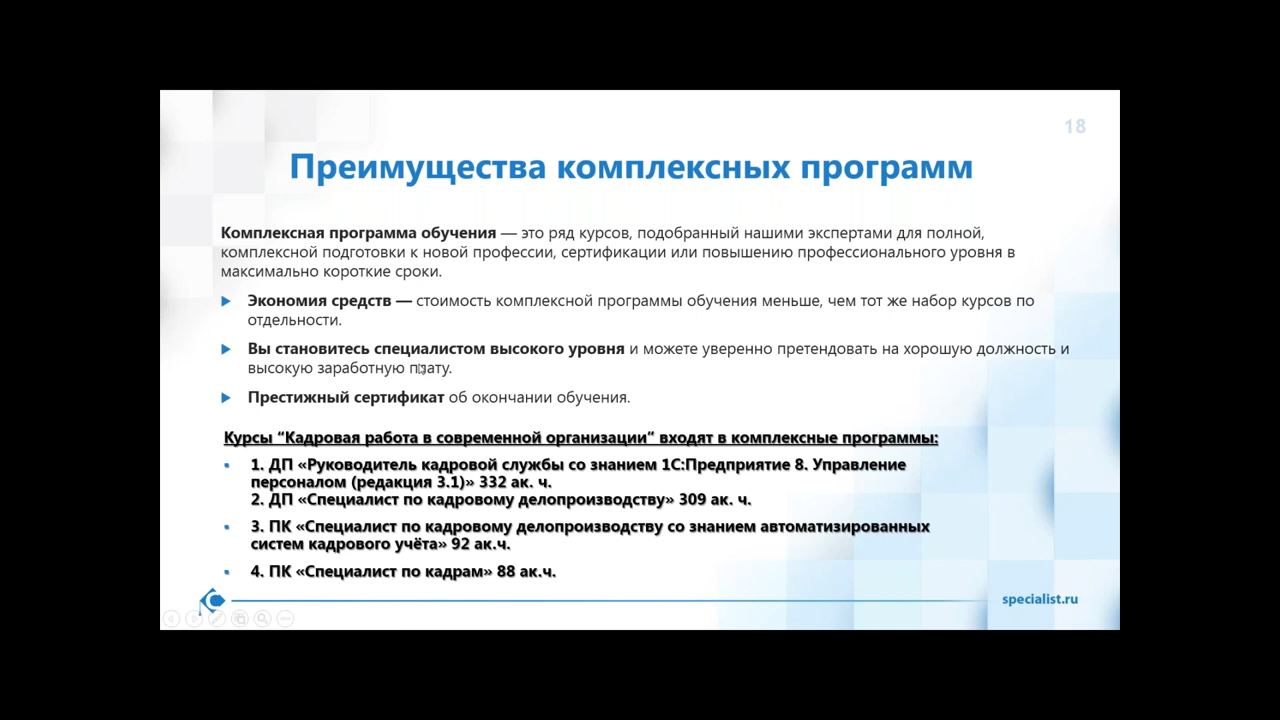 18
Преимущества комплексных программ
Комплексная программа обучения — это ряд курсов, подобранный нашими экспертами для полной,
комплексной подготовки к новой профессии, сертификации или повышению профессионального уровня в
максимально короткие сроки.
Экономия средств — стоимость комплексной программы обучения меньше, чем тот же набор курсов по
отдельности.
Вы становитесь специалистом высокого уровня и можете уверенно претендовать на хорошую должность и
высокую заработную плату.
Престижный сертификат об окончании обучения.
Курсы “Кадровая работа в современной организации“ входят в комплексные программы:
1. ДП «Руководитель кадровой службы со знанием 1С:Предприятие 8. Управление
персоналом (редакция 3.1)» 332 ак. ч.
2. ДП «Специалист по кадровому делопроизводству» 309 ак. ч.
3. ПК «Специалист по кадровому делопроизводству со знанием автоматизированных
систем кадрового учёта» 92 ак.ч.
4. ПК «Специалист по кадрам» 88 ак.ч.
specialist.ru